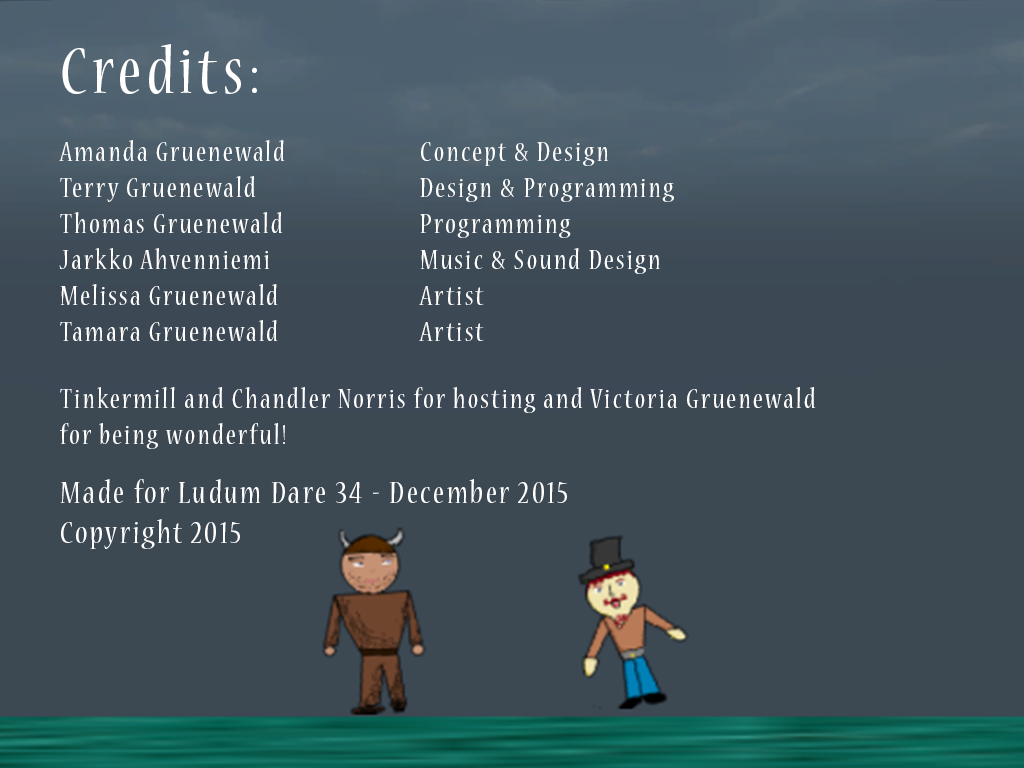 Credits:
Amanda Gruenewald Concept & Design
Terry Gruenewald Design & Programming
Thomas Gruenewald Programming
Jarkko Ahvenniemi Music & Sound Design
Melissa Gruenewald Artist
Tamara Gruenewald Artist
Tinkermill and Chandler Norris for hosting and Victoria Gruenewald
for being wonderful!
Made for Ludum Dare 34 - December 2015
Copyright 2015